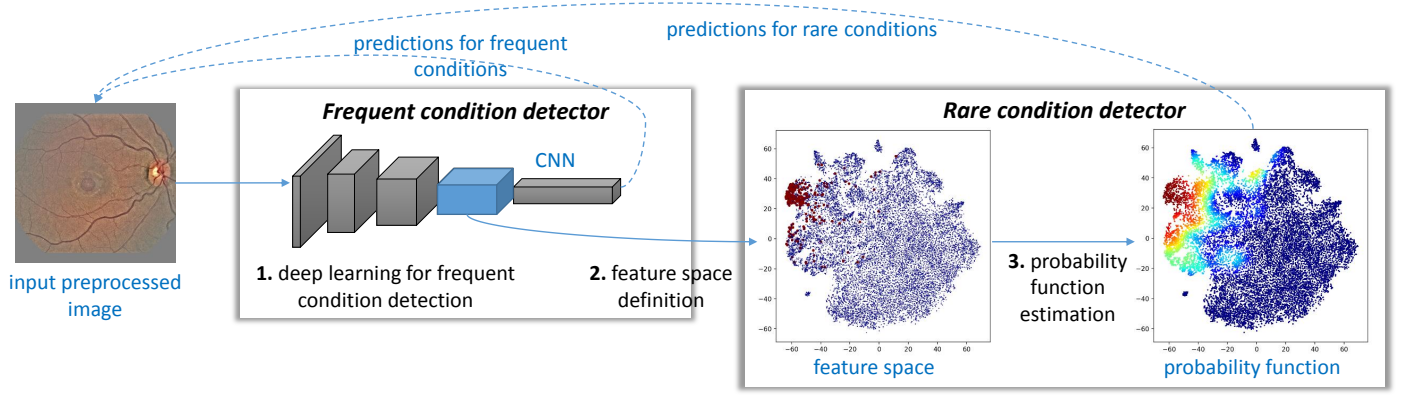 predictions for rare conditions
predictions for frequent
conditions
Frequent condition detector
Rare condition detector
CNN
input preprocessed
image
1. deep learning for frequent
condition detection
2. feature space
definition
3. probability
function
estimation
60
40
20
0
−20
−40
−60
−60 −40 −20 0 20 40 60
feature space
60
40
20
0
−20
−40
−60
−60 −40 −20 0 20 40 60
probability function